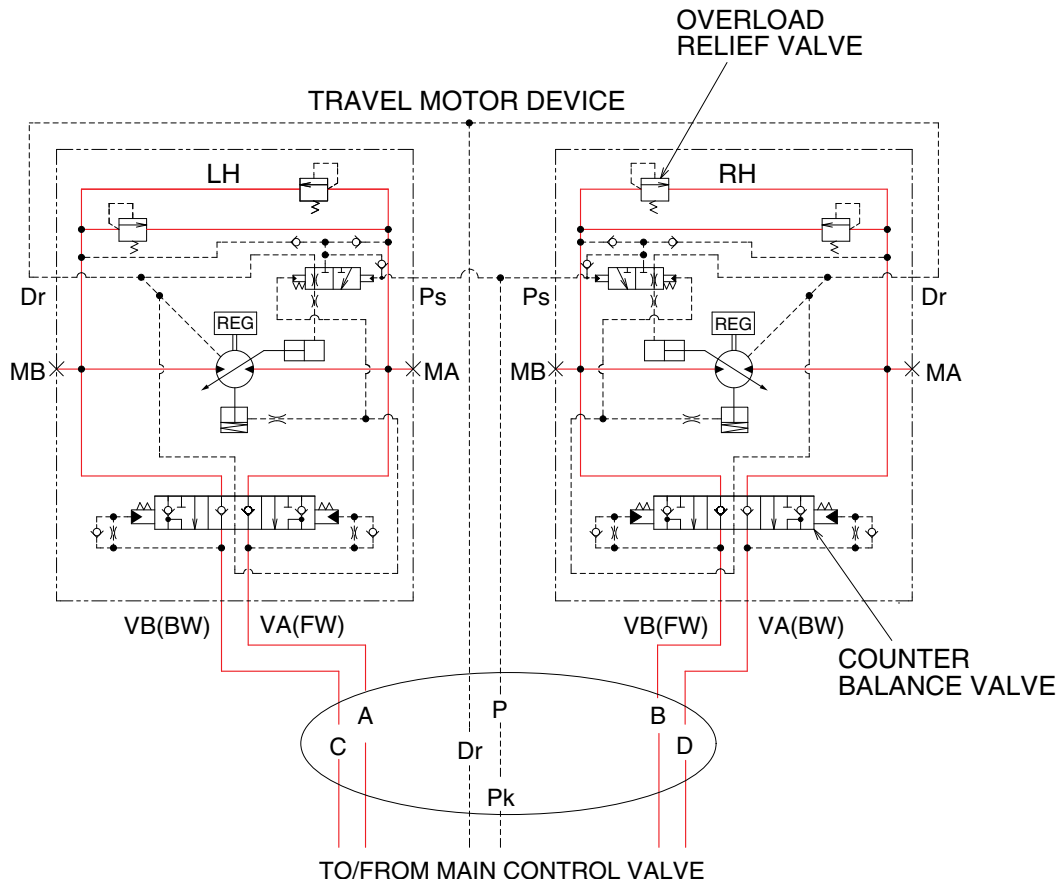 OVERLOAD
RELIEF VALVE
TRAVEL MOTOR DEVICE
LH
RH
Dr
Ps
Ps
Dr
REG
REG
MB
MA
MB
MA
VB(BW)
VA(FW)
VB(FW)
VA(BW)
COUNTER
BALANCE VALVE
A
P
B
C
Dr
D
Pk
TO/FROM MAIN CONTROL VALVE